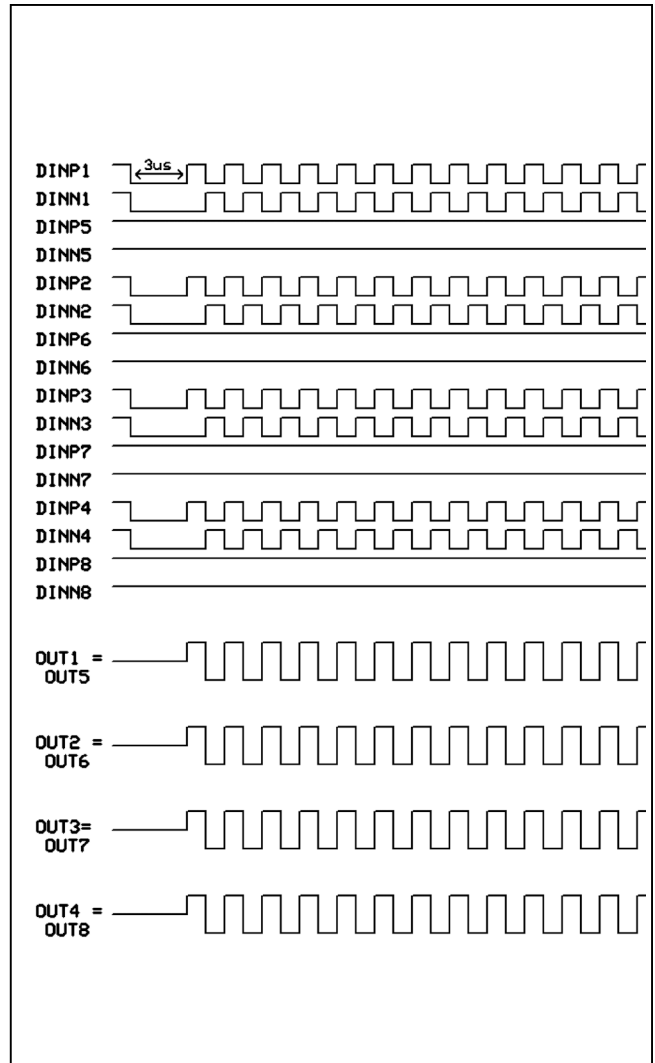 3us
DINP1
DINN1
DINP5
DINN5
DINP2
DINN2
DINP6
DINN6
DINP3
DINN3
DINP7
DINN7
DINP4
DINN4
DINP8
DINN8
OUT1 =
OUT5
OUT2 =
OUT6
OUT3=
OUT7
OUT4 =
OUT8